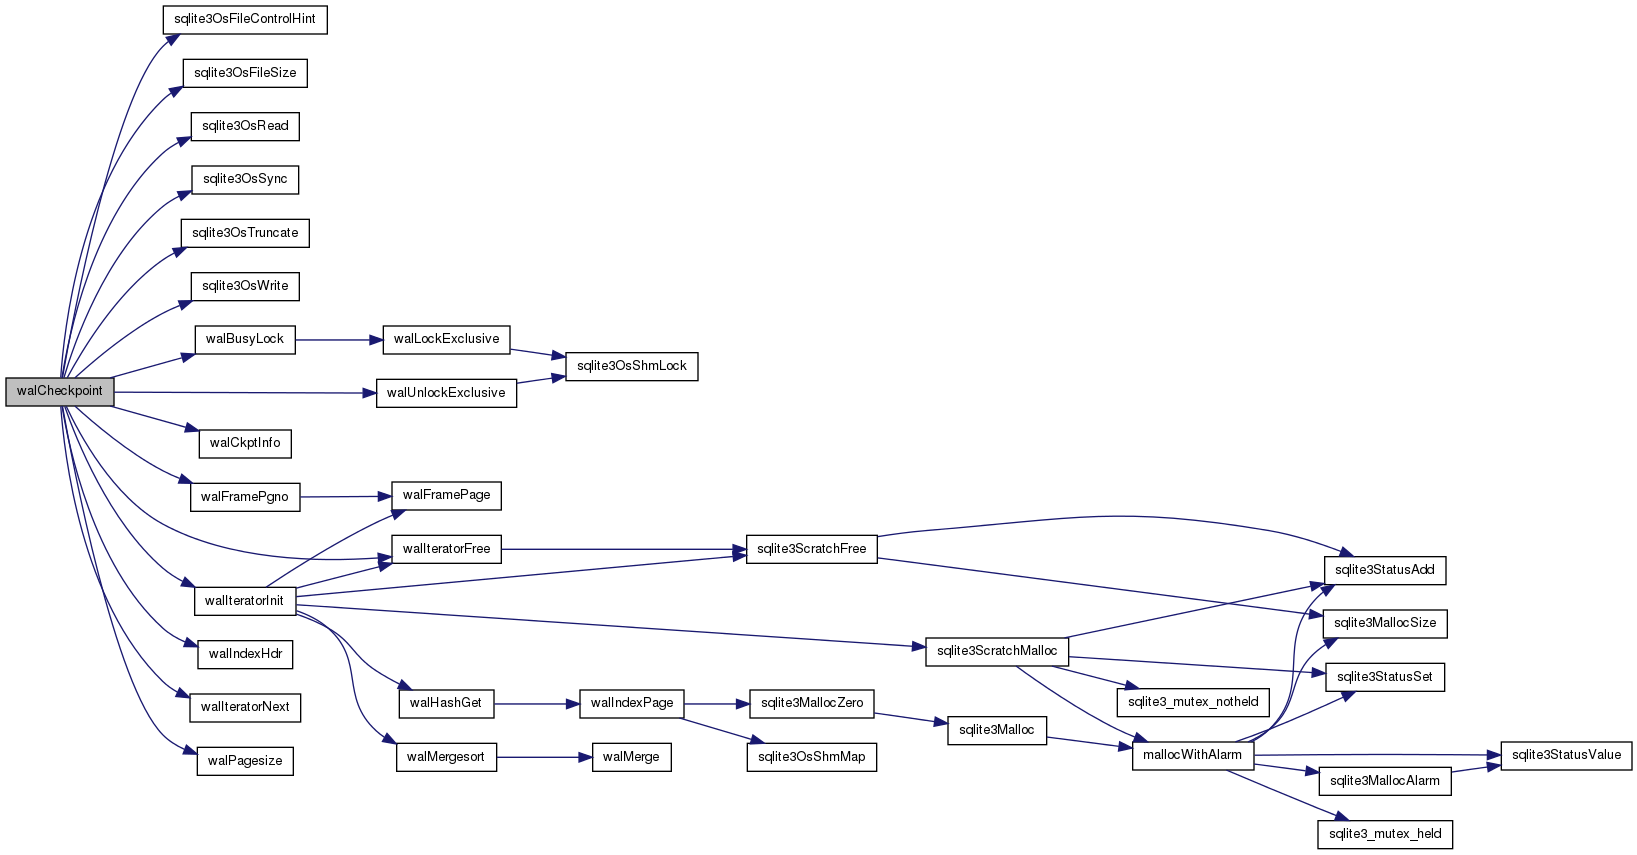 sqlite3OsFileControlHint
sqlite3OsFileSize
sqlite3OsRead
sqlite3OsSync
sqlite3OsTruncate
sqlite3OsWrite
walBusyLock
walLockExclusive
sqlite3OsShmLock
walCheckpoint
walUnlockExclusive
walCkptInfo
walFramePgno
walFramePage
walIteratorFree
sqlite3ScratchFree
sqlite3StatusAdd
walIteratorInit
sqlite3MallocSize
walIndexHdr
sqlite3ScratchMalloc
sqlite3StatusSet
walIteratorNext
walHashGet
walIndexPage
sqlite3MallocZero
sqlite3_mutex_notheld
sqlite3Malloc
walPagesize
walMergesort
walMerge
sqlite3OsShmMap
mallocWithAlarm
sqlite3StatusValue
sqlite3MallocAlarm
sqlite3_mutex_held